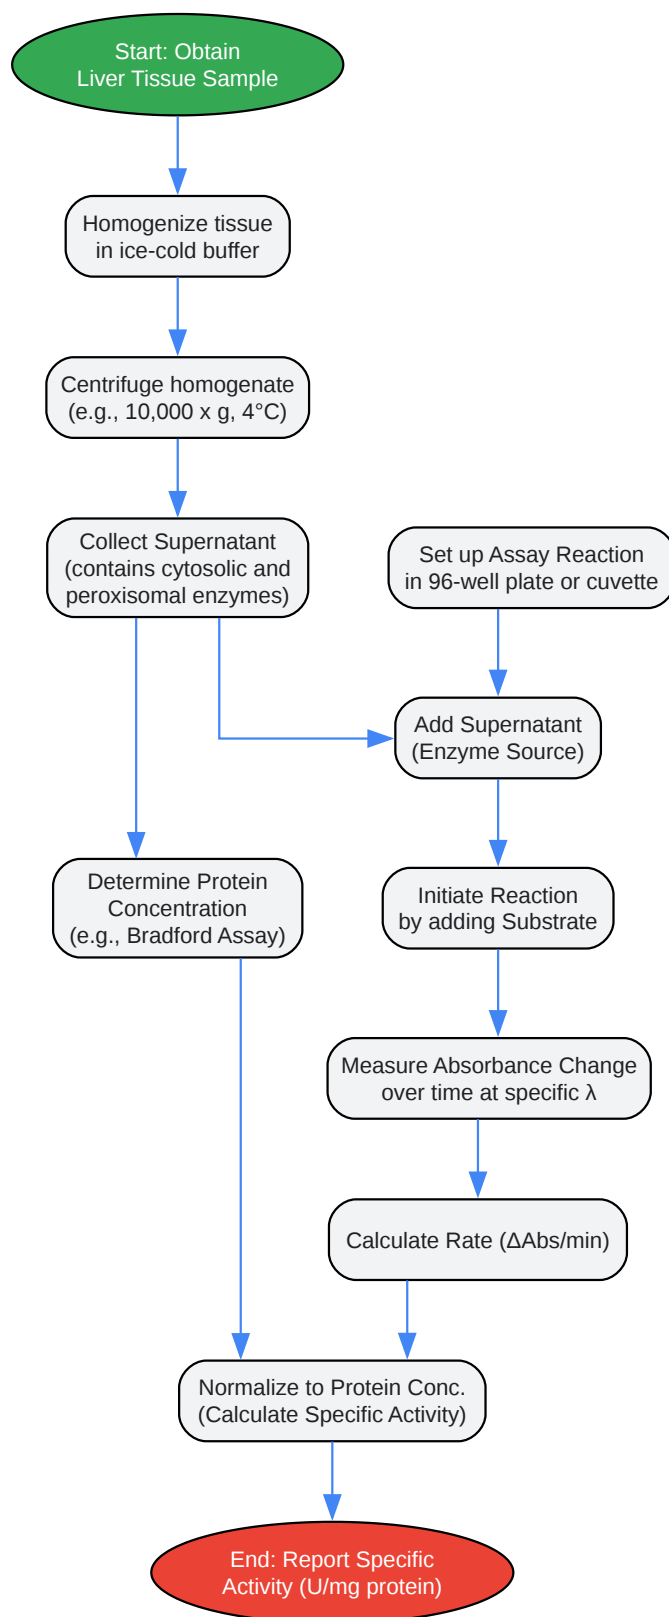 Start: Obtain
Liver Tissue Sample
Homogenize tissue
in ice-cold buffer
Centrifuge homogenate
(e.g., 10,000 x g, 4°C)
Collect Supernatant
(contains cytosolic and
peroxisomal enzymes)
Set up Assay Reaction
in 96-well plate or cuvette
Add Supernatant
(Enzyme Source)
Determine Protein
Concentration
(e.g., Bradford Assay)
Initiate Reaction
by adding Substrate
Measure Absorbance Change
over time at specific λ
Calculate Rate (ΔAbs/min)
Normalize to Protein Conc.
(Calculate Specific Activity)
End: Report Specific
Activity (U/mg protein)